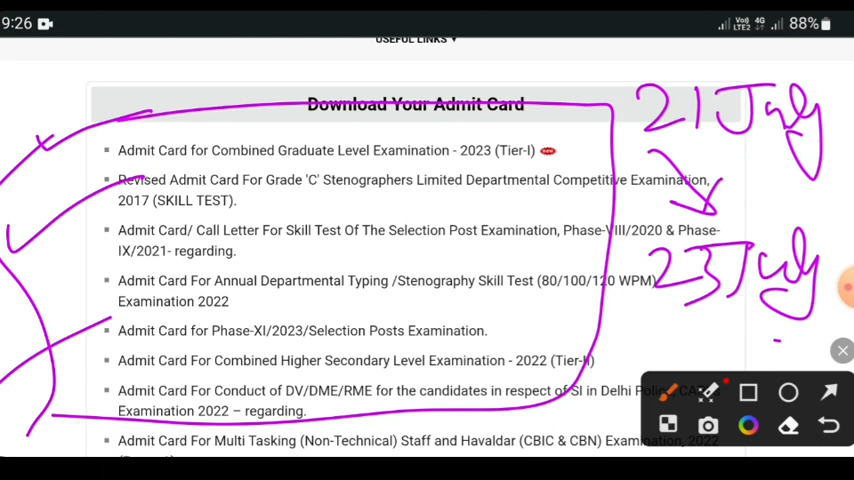 9:26
Vo)) 4G LTE2 88%
USEFUL LINKS
Download Your Admit Card
Admit Card for Combined Graduate Level Examination - 2023 (Tier-I) new
Revised Admit Card For Grade 'C' Stenographers Limited Departmental Competitive Examination,
2017 (SKILL TEST).
Admit Card/ Call Letter For Skill Test Of The Selection Post Examination, Phase-VIII/2020 & Phase-
IX/2021- regarding.
Admit Card For Annual Departmental Typing /Stenography Skill Test (80/100/120 WPM)
Examination 2022
Admit Card for Phase-XI/2023/Selection Posts Examination.
Admit Card For Combined Higher Secondary Level Examination - 2022 (Tier-II)
Admit Card For Conduct of DV/DME/RME for the candidates in respect of SI in Delhi Police,
Examination 2022 – regarding.
Admit Card For Multi Tasking (Non-Technical) Staff and Havaldar (CBIC & CBN) Examination, 2022
21 July
23 July